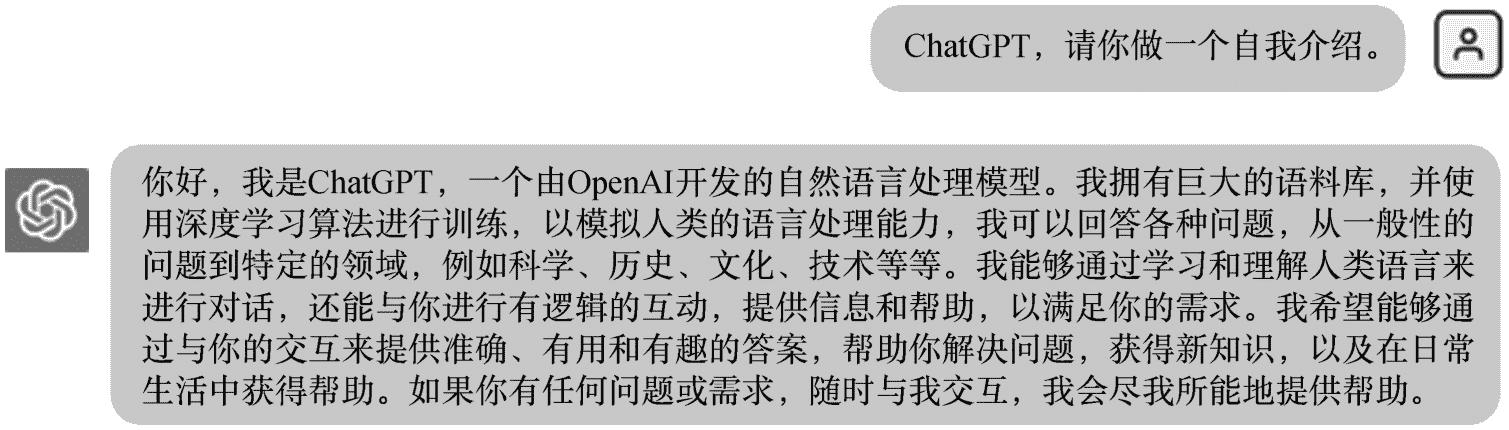 ChatGPT，请你做一个自我介绍。
你好，我是ChatGPT，一个由OpenAI开发的自然语言处理模型。我拥有巨大的语料库，并使
用深度学习算法进行训练，以模拟人类的语言处理能力，我可以回答各种问题，从一般性的
问题到特定的领域，例如科学、历史、文化、技术等等。我能够通过学习和理解人类语言来
进行对话，还能与你进行有逻辑的互动，提供信息和帮助，以满足你的需求。我希望能够通
过与你的交互来提供准确、有用和有趣的答案，帮助你解决问题，获得新知识，以及在日常
生活中获得帮助。如果你有任何问题或需求，随时与我交互，我会尽我所能地提供帮助。